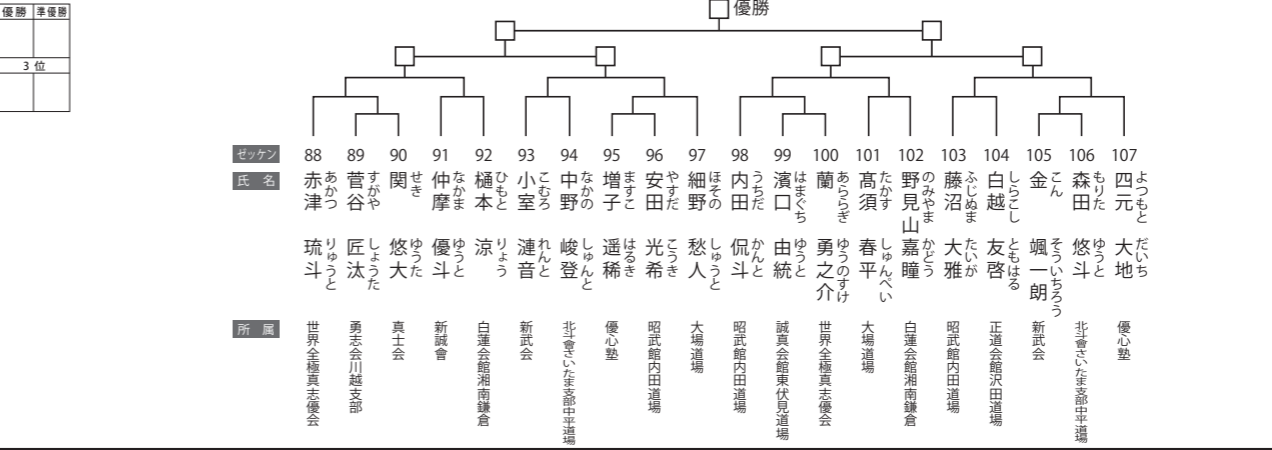 優勝
優勝 準優勝
3 位
ゼッケン 88 89 90 91 92 93 94 95 96 97 98 99 100 101 102 103 104 105 106 107
氏 名
赤津 琉斗 あかつ りゅうと
菅谷 匠汰 すがや しょうた
関 悠大 せき ゆうた
仲摩 優斗 なかま ゆうと
樋本 涼 ひもと りょう
小室 漣音 こむろ れんと
中野 峻登 なかの しゅんと
増子 遥稀 ますこ はるき
安田 光希 やすだ こうき
細野 愁人 ほその しゅうと
内田 侃斗 うちだ かんと
濱口 由統 はまぐち ゆうと
蘭 勇之介 あららぎ ゆうのすけ
髙須 春平 たかす しゅんぺい
野見山 嘉瞳 のみやま かどう
藤沼 大雅 ふじぬま たいが
白越 友啓 しらこし ともはる
金 颯一朗 こん そういちろう
森田 悠斗 もりた ゆうと
四元 大地 よつもと だいち
所 属
世界全極真志優会
勇志会川越支部
真士会
新誠會
白蓮会館湘南鎌倉
新武会
北斗會さいたま支部中平道場
優心塾
昭武館内田道場
大場道場
昭武館内田道場
誠真会館東伏見道場
世界全極真志優会
大場道場
白蓮会館湘南鎌倉
昭武館内田道場
正道会館沢田道場
新武会
北斗會さいたま支部中平道場
優心塾